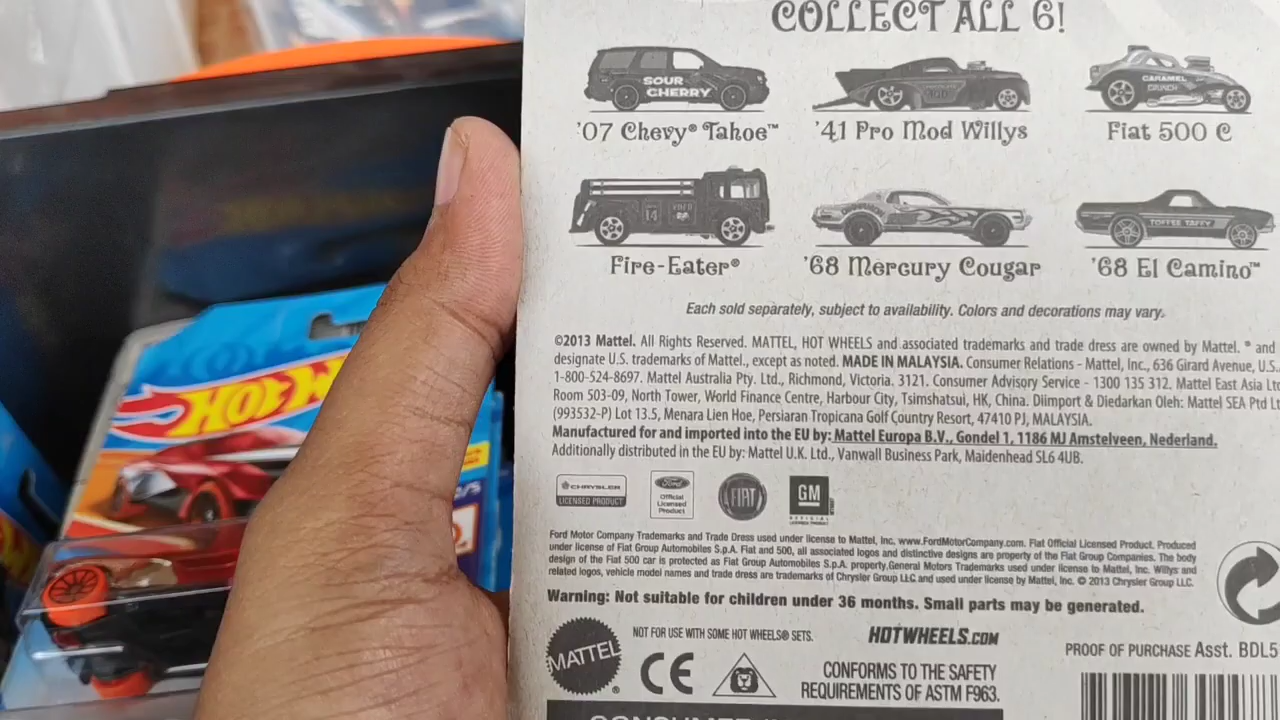 COLLECT ALL 6!
SOUR
CHERRY
CARAMEL
CRUNCH
'07 Chevy® Tahoe™
'41 Pro Mod Willys
Fiat 500 C
14
TOFFEE TAFFY
Fire-Eater®
'68 Mercury Cougar
'68 El Camino™
Each sold separately, subject to availability. Colors and decorations may vary.
©2013 Mattel. All Rights Reserved. MATTEL, HOT WHEELS and associated trademarks and trade dress are owned by Mattel. ® and
designate U.S. trademarks of Mattel., except as noted. MADE IN MALAYSIA. Consumer Relations - Mattel, Inc., 636 Girard Avenue, U.S.
1-800-524-8697. Mattel Australia Pty. Ltd., Richmond, Victoria. 3121. Consumer Advisory Service - 1300 135 312. Mattel East Asia Lt
Room 503-09, North Tower, World Finance Centre, Harbour City, Tsimshatsui, HK, China. Diimport & Diedarkan Oleh: Mattel SEA Ptd Lt
(993532-P) Lot 13.5, Menara Lien Hoe, Persiaran Tropicana Golf Country Resort, 47410 PJ, MALAYSIA.
Manufactured for and imported into the EU by: Mattel Europa B.V., Gondel 1, 1186 MJ Amstelveen, Nederland.
Additionally distributed in the EU by: Mattel U.K. Ltd., Vanwall Business Park, Maidenhead SL6 4UB.
CHRYSLER
LICENSED PRODUCT
Ford
Official
Licensed
Product
FIAT
GM
OFFICIAL
LICENSED PRODUCT
HOT W
Ford Motor Company Trademarks and Trade Dress used under license to Mattel, Inc. www.FordMotorCompany.com. Fiat Official Licensed Product. Produced
under license of Fiat Group Automobiles S.p.A. Fiat and 500, all associated logos and distinctive designs are property of the Fiat Group Companies. The body
design of the Fiat 500 car is protected as Fiat Group Automobiles S.p.A. property.General Motors Trademarks used under license to Mattel, Inc. Willys and
related logos, vehicle model names and trade dress are trademarks of Chrysler Group LLC and used under license by Mattel, Inc. © 2013 Chrysler Group LLC.
Warning: Not suitable for children under 36 months. Small parts may be generated.
MATTEL®
NOT FOR USE WITH SOME HOT WHEELS® SETS.
HOTWHEELS.COM
CE
CONFORMS TO THE SAFETY
REQUIREMENTS OF ASTM F963.
PROOF OF PURCHASE Asst. BDL5